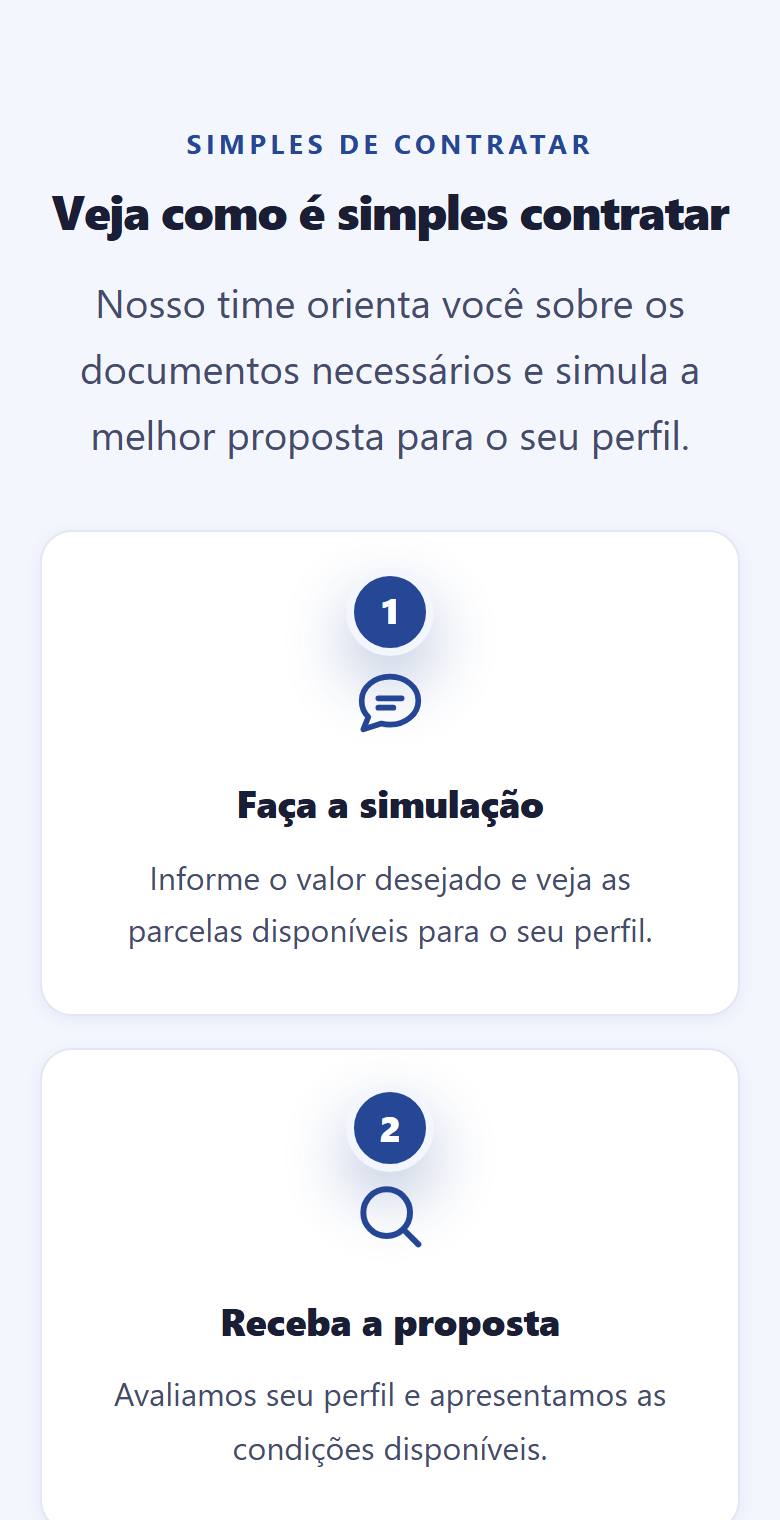 SIMPLES DE CONTRATAR
Veja como é simples contratar
Nosso time orienta você sobre os
documentos necessários e simula a
melhor proposta para o seu perfil.
1
Faça a simulação
Informe o valor desejado e veja as
parcelas disponíveis para o seu perfil.
2
Receba a proposta
Avaliamos seu perfil e apresentamos as
condições disponíveis.